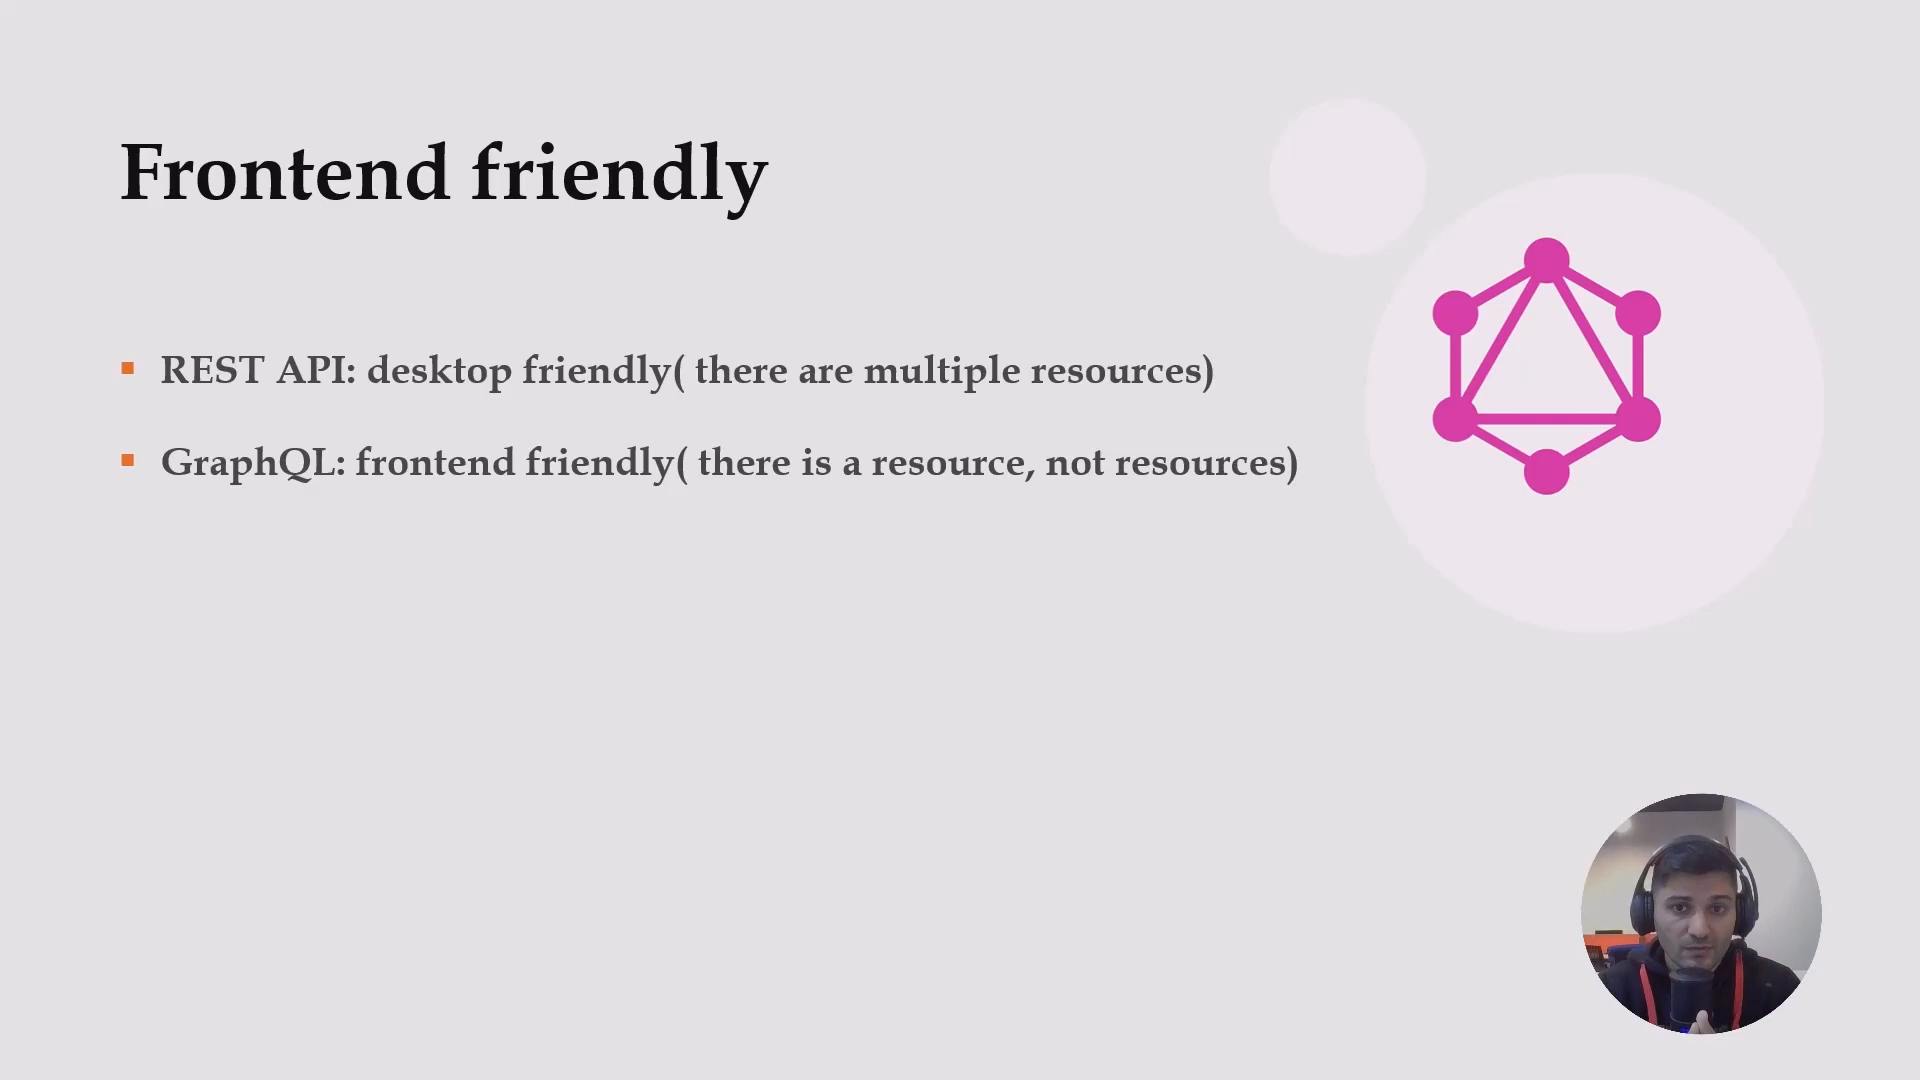 Frontend friendly
REST API: desktop friendly( there are multiple resources)
GraphQL: frontend friendly( there is a resource, not resources)